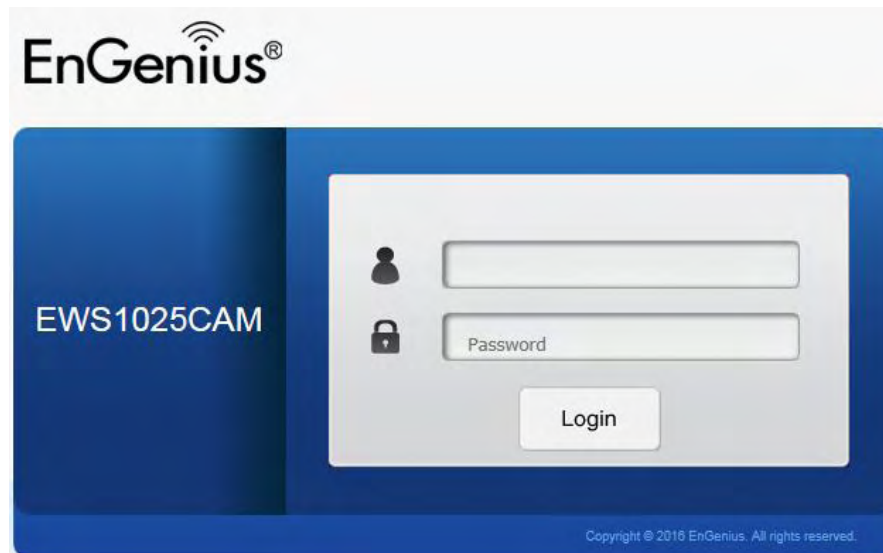 EnGenius®
EWS1025CAM
Password
Login
Copyright © 2016 EnGenius. All rights reserved.